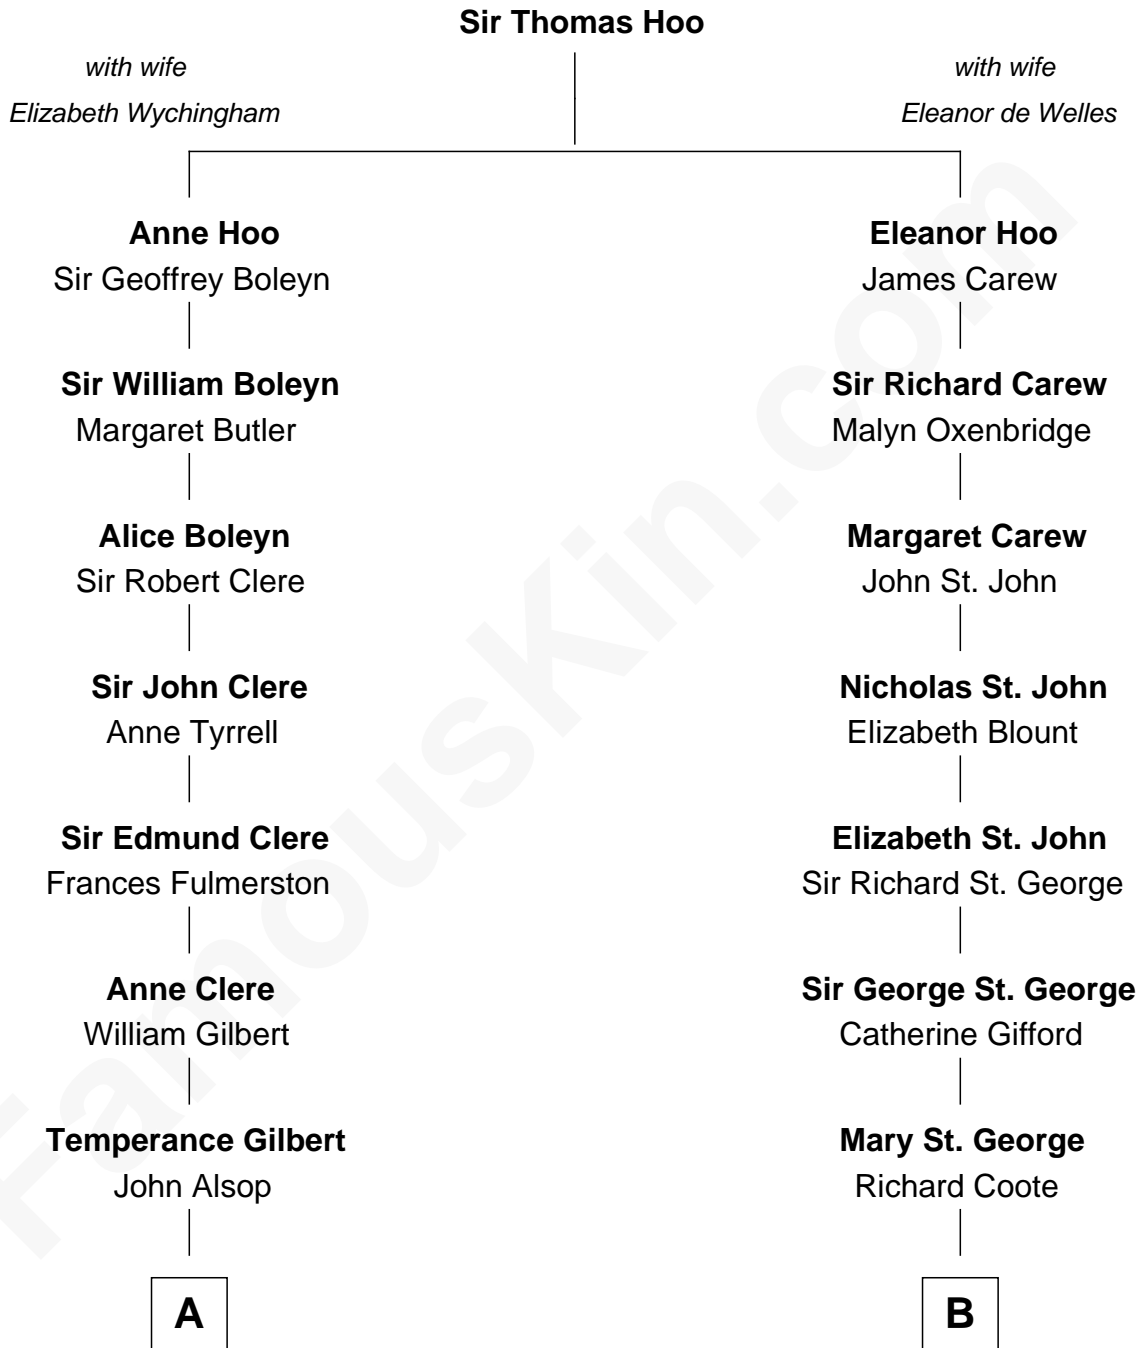 Sir Thomas Hoo
with wife
Elizabeth Wychingham
with wife
Eleanor de Welles
Anne Hoo
Sir Geoffrey Boleyn
Eleanor Hoo
James Carew
Sir William Boleyn
Margaret Butler
Sir Richard Carew
Malyn Oxenbridge
Alice Boleyn
Sir Robert Clere
Margaret Carew
John St. John
Sir John Clere
Anne Tyrrell
Nicholas St. John
Elizabeth Blount
Sir Edmund Clere
Frances Fulmerston
Elizabeth St. John
Sir Richard St. George
Anne Clere
William Gilbert
Sir George St. George
Catherine Gifford
Temperance Gilbert
John Alsop
Mary St. George
Richard Coote
A
B
FamousKin.com